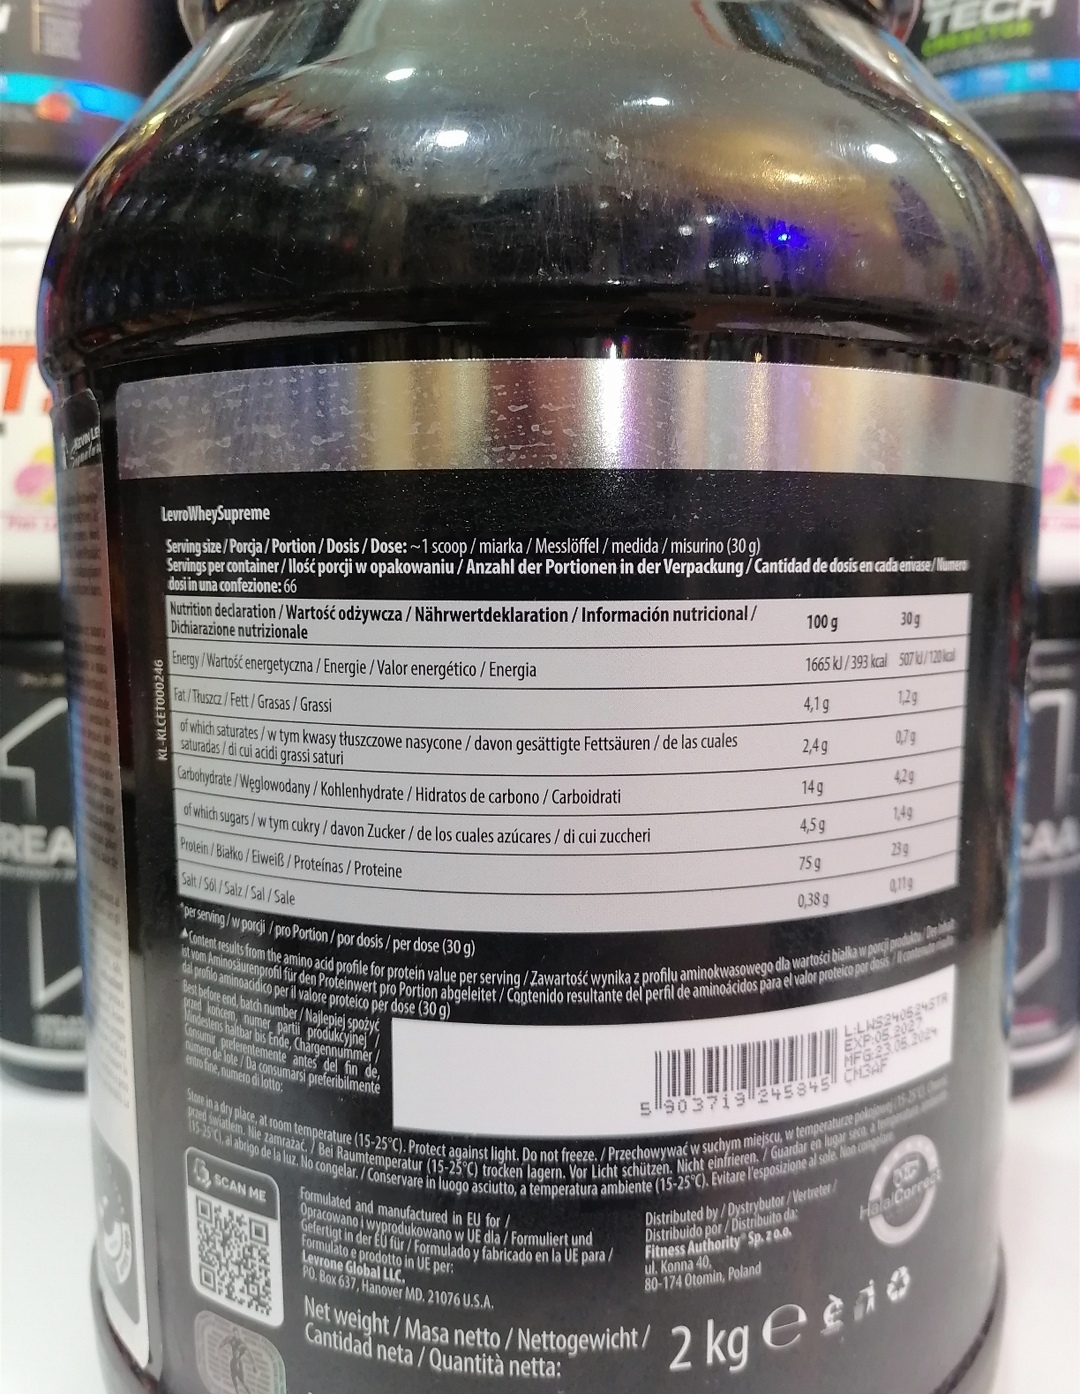 TECH
LevroWheySupreme
Serving size / Porcja / Portion / Dosis / Dose: ~1 scoop / miarka / Messlöffel / medida / misurino (30 g)
Servings per container / Ilość porcji w opakowaniu / Anzahl der Portionen in der Verpackung / Cantidad de dosis en cada envase / Numero
dosi in una confezione: 66
Nutrition declaration / Wartość odżywcza / Nährwertdeklaration / Información nutricional /
Dichiarazione nutrizionale
100 g
30 g
Energy / Wartość energetyczna / Energie / Valor energético / Energia
1665 kJ / 393 kcal
507 kJ / 120 kcal
Fat / Tłuszcz / Fett / Grasas / Grassi
4,1 g
1,2 g
of which saturates / w tym kwasy tłuszczowe nasycone / davon gesättigte Fettsäuren / de las cuales
saturadas / di cui acidi grassi saturi
2,4 g
0,7 g
Carbohydrate / Węglowodany / Kohlenhydrate / Hidratos de carbono / Carboidrati
14 g
4,2 g
of which sugars / w tym cukry / davon Zucker / de los cuales azúcares / di cui zuccheri
4,5 g
1,4 g
Protein / Białko / Eiweiß / Proteínas / Proteine
75 g
23 g
Salt / Sól / Salz / Sal / Sale
0,38 g
0,11 g
KL-KLCET000246
*per serving / w porcji / pro Portion / por dosis / per dose (30 g)
▲Content results from the amino acid profile for protein value per serving / Zawartość wynika z profilu aminokwasowego dla wartości białka w porcji produktu / Der Inhalt
ist vom Aminosäurenprofil für den Proteinwert pro Portion abgeleitet / Contenido resultante del perfil de aminoácidos para el valor proteico por dosis / Il contenuto risulta
dal profilo aminoacidico per il valore proteico per dose (30 g)
Best before end, batch number / Najlepiej spożyć
przed końcem, numer partii produkcyjnej /
Mindestens haltbar bis Ende, Chargennummer /
Consumir preferentemente antes del fin de,
número de lote / Da consumarsi preferibilmente
entro fine, numero di lotto:
L:LWS240524STR
EXP:05.2027
MFG:23.05.2024
CM3AF
5 903719 245845
Store in a dry place, at room temperature (15-25°C). Protect against light. Do not freeze. / Przechowywać w suchym miejscu, w temperaturze pokojowej (15-25°C). Chronić
przed światłem. Nie zamrażać. / Bei Raumtemperatur (15-25°C) trocken lagern. Vor Licht schützen. Nicht einfrieren. / Guardar en lugar seco, a temperatura ambiente
(15-25°C), al abrigo de la luz. No congelar. / Conservare in luogo asciutto, a temperatura ambiente (15-25°C). Evitare l'esposizione al sole. Non congelare.
SCAN ME
Formulated and manufactured in EU for /
Opracowano i wyprodukowano w UE dla / Formuliert und
Gefertigt in der EU für / Formulado y fabricado en la UE para /
Formulato e prodotto in UE per:
Levrone Global LLC,
PO. Box 637, Hanover MD, 21076 U.S.A.
Distributed by / Dystrybutor / Vertreter /
Distribuido por / Distribuito da:
Fitness Authority® Sp. z o.o.
ul. Konna 40,
80-174 Otomin, Poland
HalalCorrect
Net weight / Masa netto / Nettogewicht /
Cantidad neta / Quantità netta:
2 kg e